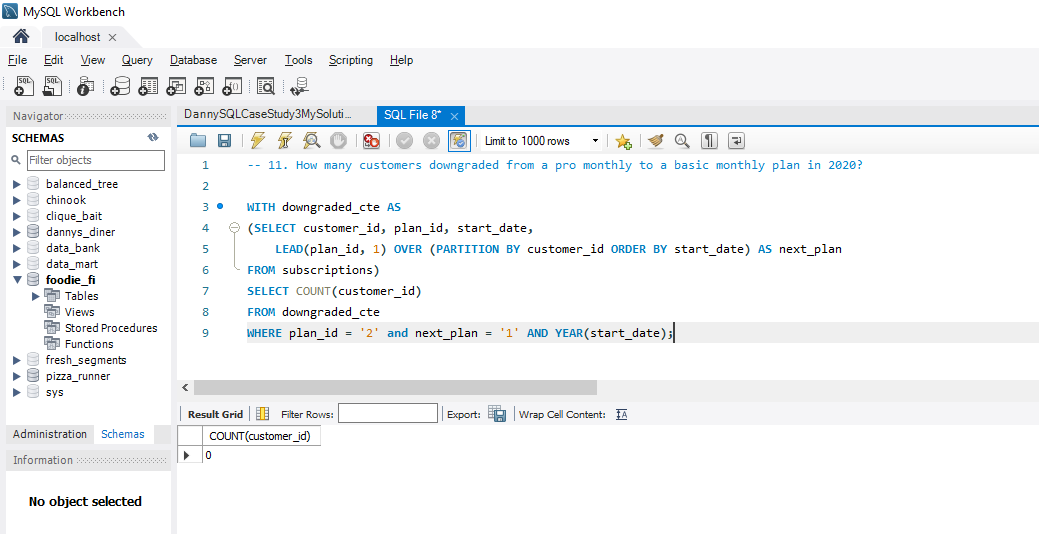 MySQL Workbench
localhost
File Edit View Query Database Server Tools Scripting Help
Navigator
SCHEMAS
Filter objects
balanced_tree
chinook
clique_bait
dannys_diner
data_bank
data_mart
foodie_fi
Tables
Views
Stored Procedures
Functions
fresh_segments
pizza_runner
sys
Administration Schemas
Information
No object selected
DannySQLCaseStudy3MySoluti... SQL File 8*
Limit to 1000 rows
1 -- 11. How many customers downgraded from a pro monthly to a basic monthly plan in 2020?
2
3 WITH downgraded_cte AS
4 (SELECT customer_id, plan_id, start_date,
5 LEAD(plan_id, 1) OVER (PARTITION BY customer_id ORDER BY start_date) AS next_plan
6 FROM subscriptions)
7 SELECT COUNT(customer_id)
8 FROM downgraded_cte
9 WHERE plan_id = '2' and next_plan = '1' AND YEAR(start_date);
Result Grid Filter Rows: Export: Wrap Cell Content:
COUNT(customer_id)
0